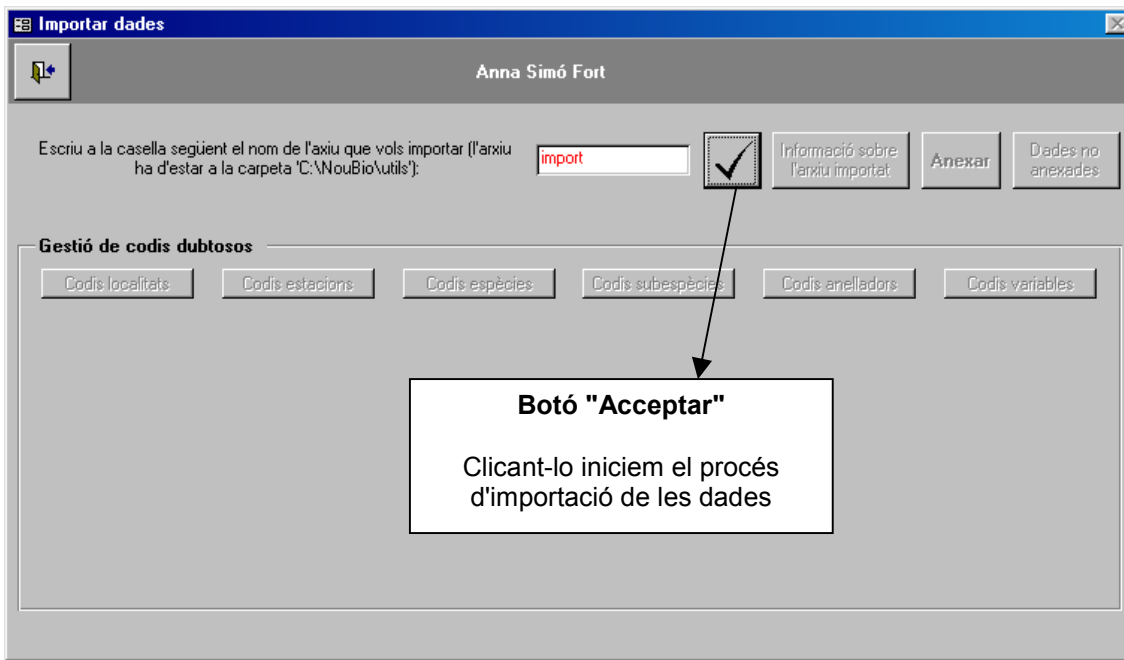 Importar dades
Anna Simó Fort
Escriu a la casella següent el nom de l'axiu que vols importar (l'arxiu
ha d'estar a la carpeta 'C:\NouBio\utils'):
import
Informació sobre
l'arxiu importat
Anexar
Dades no
anexades
Gestió de codis dubtosos
Codis localitats
Codis estacions
Codis espècies
Codis subespècies
Codis anelladors
Codis variables
Botó "Acceptar"
Clicant-lo iniciem el procés
d'importació de les dades